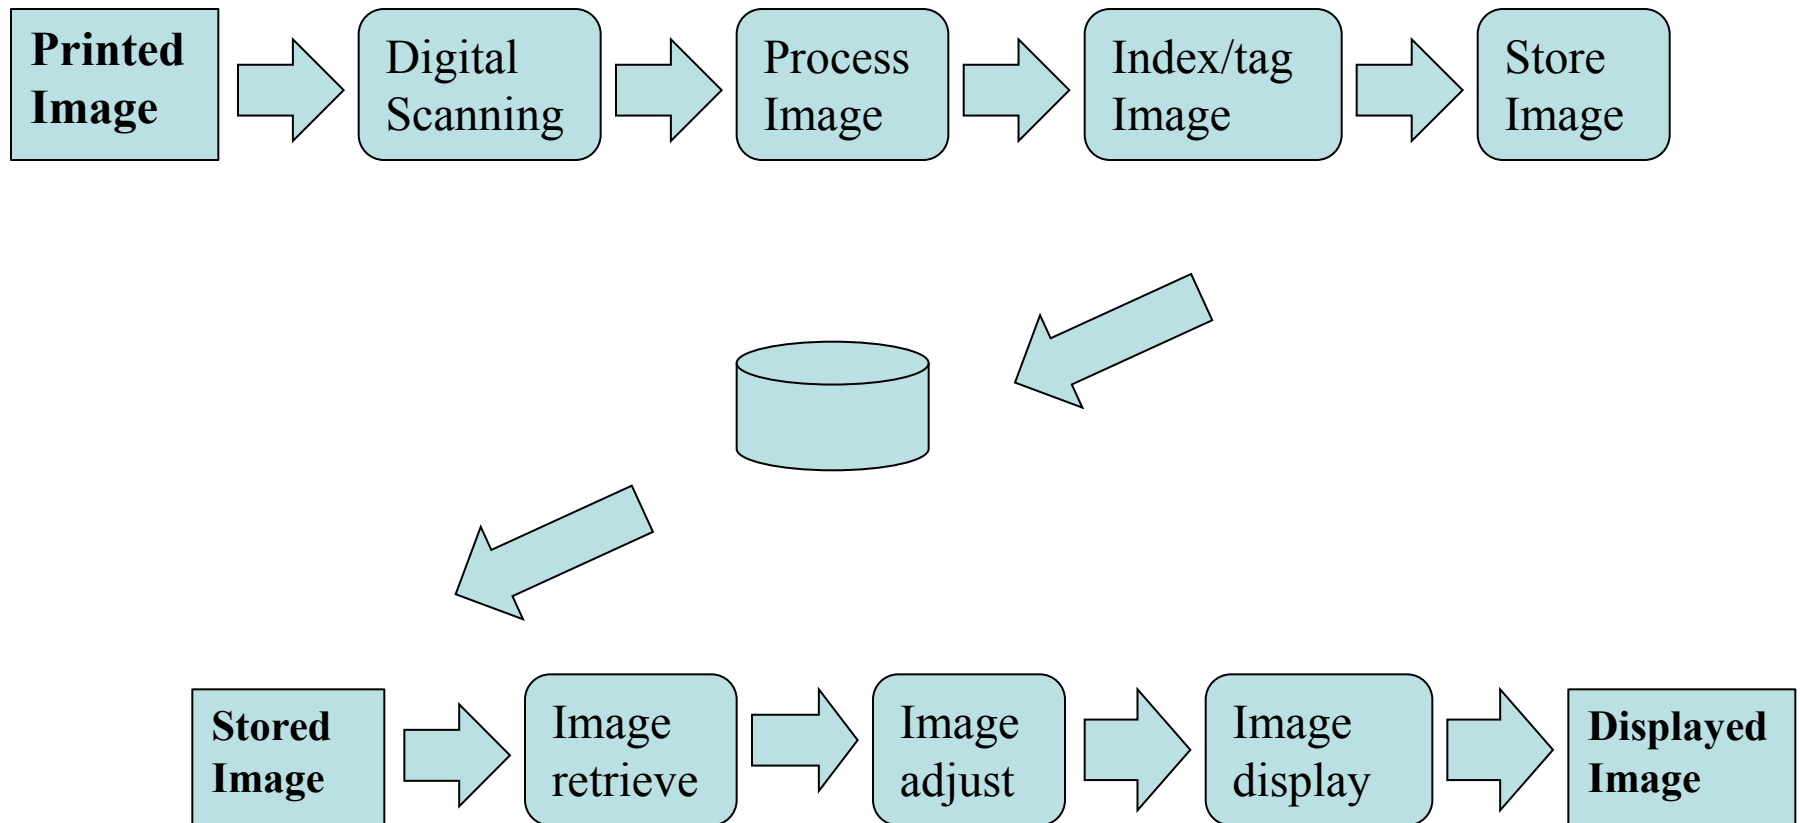 Printed
Image
Digital
Scanning
Process
Image
Index/tag
Image
Store
Image
Stored
Image
Image
retrieve
Image
adjust
Image
display
Displayed
Image